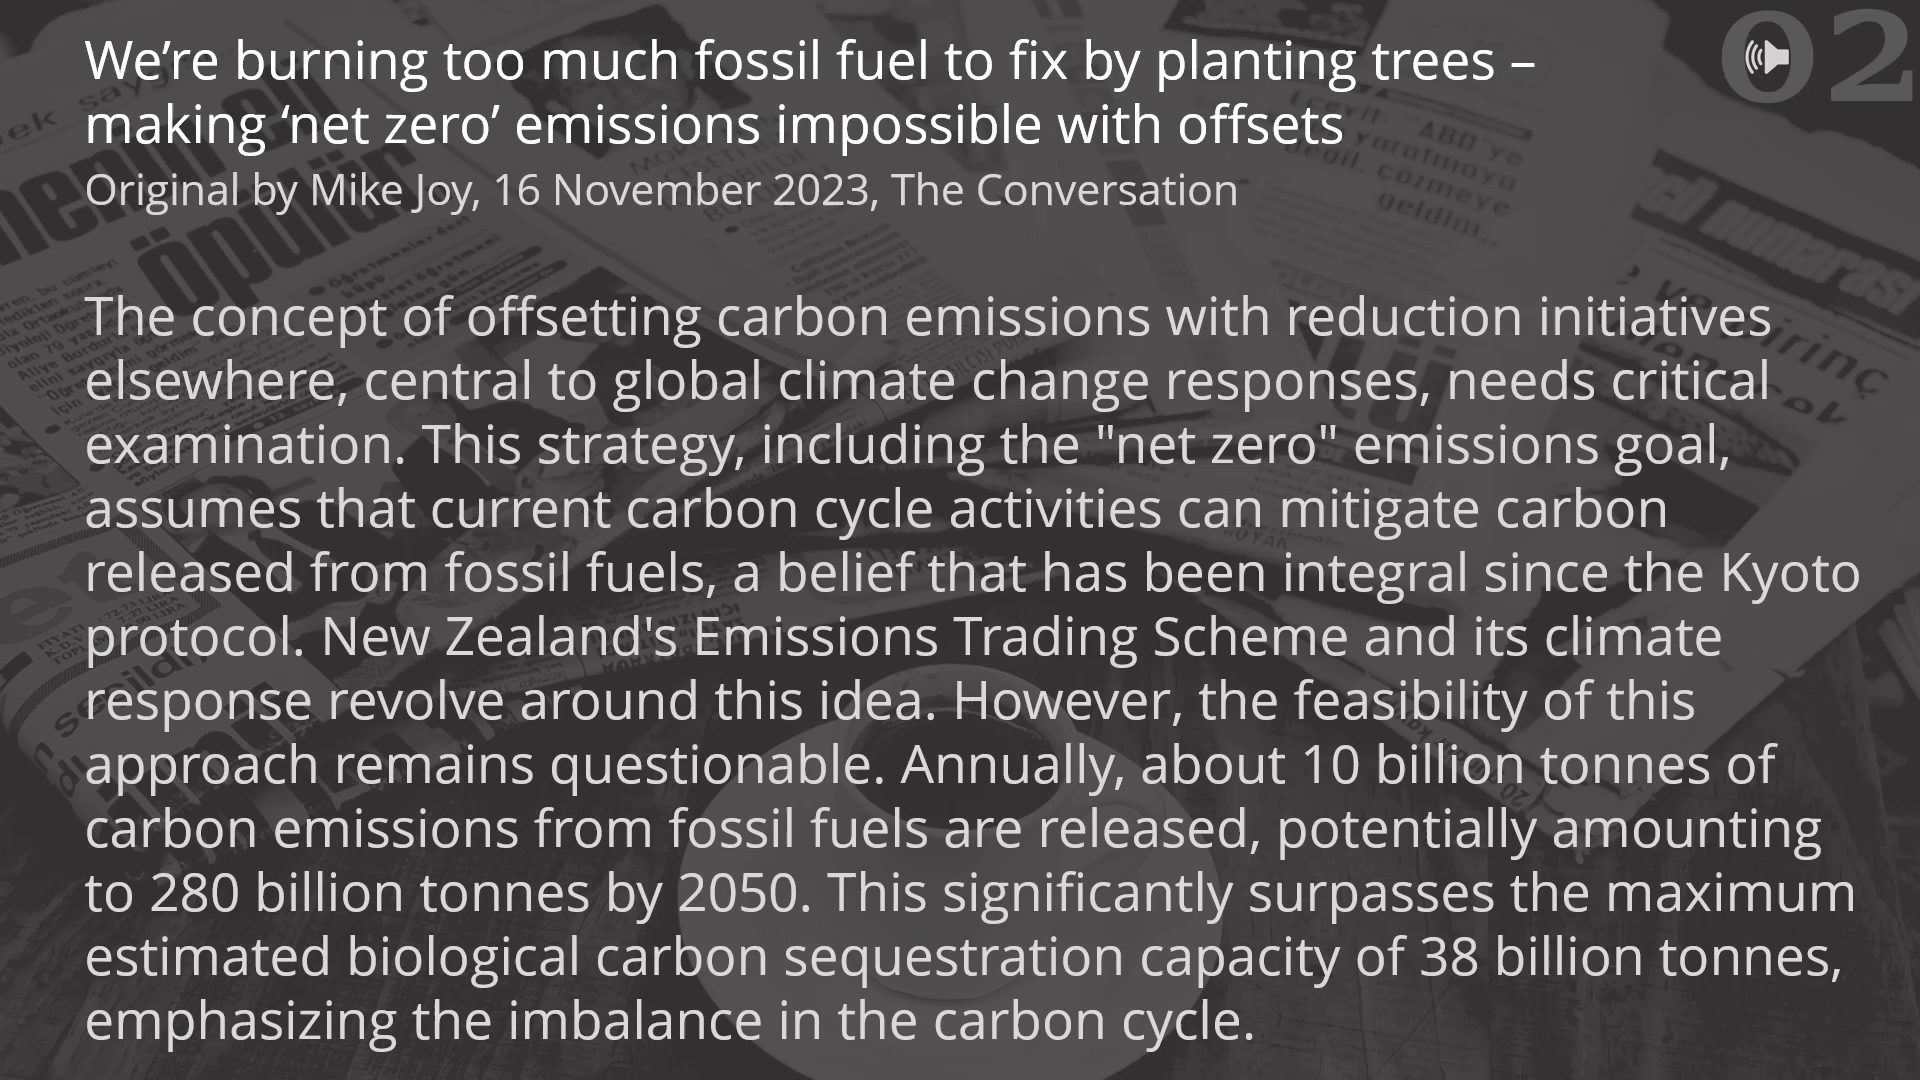 We’re burning too much fossil fuel to fix by planting trees –
making ‘net zero’ emissions impossible with offsets
Original by Mike Joy, 16 November 2023, The Conversation
02
The concept of offsetting carbon emissions with reduction initiatives
elsewhere, central to global climate change responses, needs critical
examination. This strategy, including the "net zero" emissions goal,
assumes that current carbon cycle activities can mitigate carbon
released from fossil fuels, a belief that has been integral since the Kyoto
protocol. New Zealand's Emissions Trading Scheme and its climate
response revolve around this idea. However, the feasibility of this
approach remains questionable. Annually, about 10 billion tonnes of
carbon emissions from fossil fuels are released, potentially amounting
to 280 billion tonnes by 2050. This significantly surpasses the maximum
estimated biological carbon sequestration capacity of 38 billion tonnes,
emphasizing the imbalance in the carbon cycle.